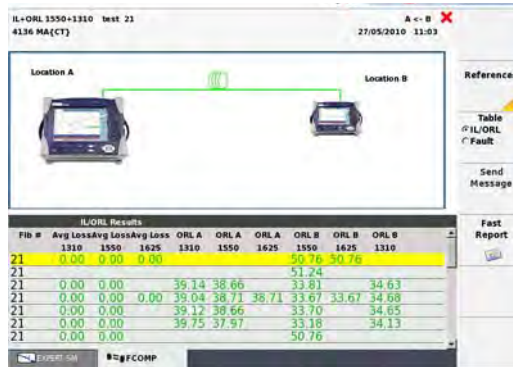 IL+ORL 1550+1310 test 21 A <- B
4136 MA{CT} 27/05/2010 11:03
Location A
Location B
Reference
Table
IL/ORL
Fault
Send
Message
Fast
Report
IL/ORL Results
Fib # Avg Loss Avg Loss Avg Loss ORL A ORL A ORL A ORL B ORL B ORL B
1310 1550 1625 1310 1550 1625 1550 1625 1310
21 0.00 0.00 0.00 50.76 50.76
21 51.24
21 0.00 0.00 39.14 38.66 33.81 34.63
21 0.00 0.00 0.00 39.04 38.71 38.71 33.67 33.67 34.68
21 0.00 0.00 39.12 38.66 33.70 34.65
21 0.00 0.00 39.75 37.97 33.18 34.13
21 0.00 0.00 50.76
EXPERT-SM FCOMP